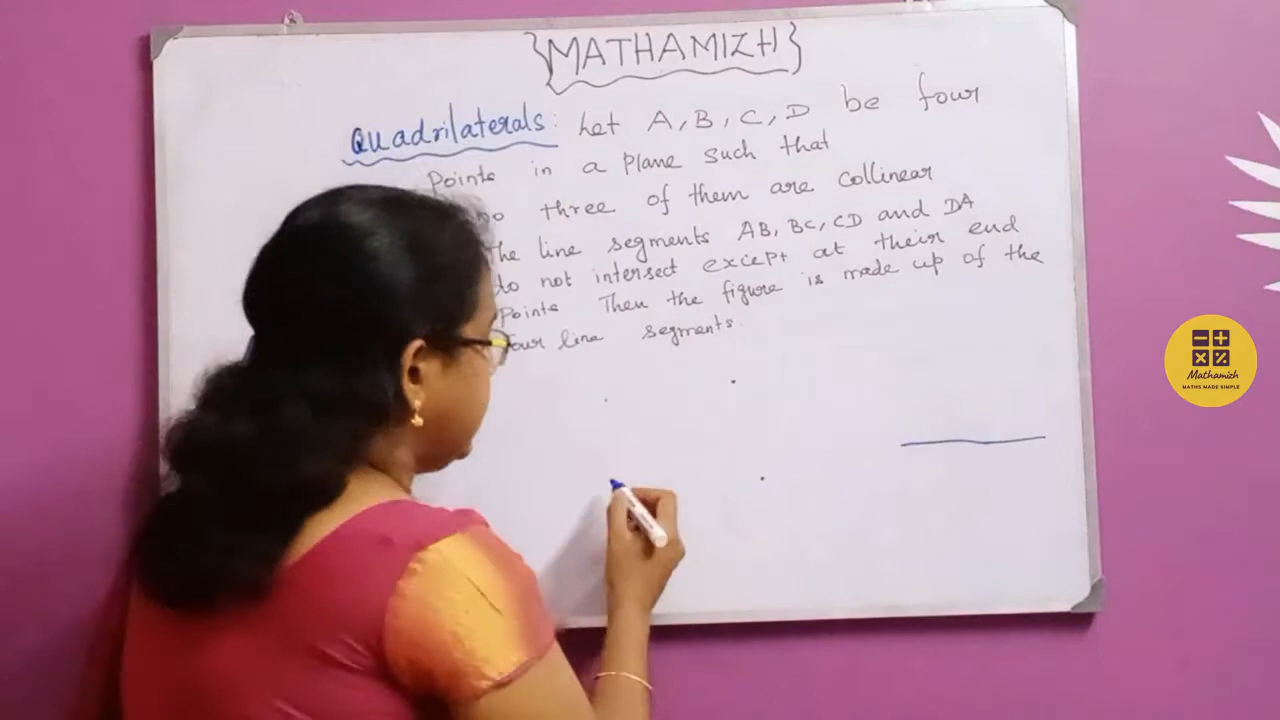 {MATHAMIZH}
Quadrilaterals: Let A, B, C, D be four
Points in a Plane such that
no three of them are collinear
The line segments AB, BC, CD and DA
do not intersect except at their end
Points Then the figure is made up of the
four line segments.
Mathamizh
MATHS MADE SIMPLE